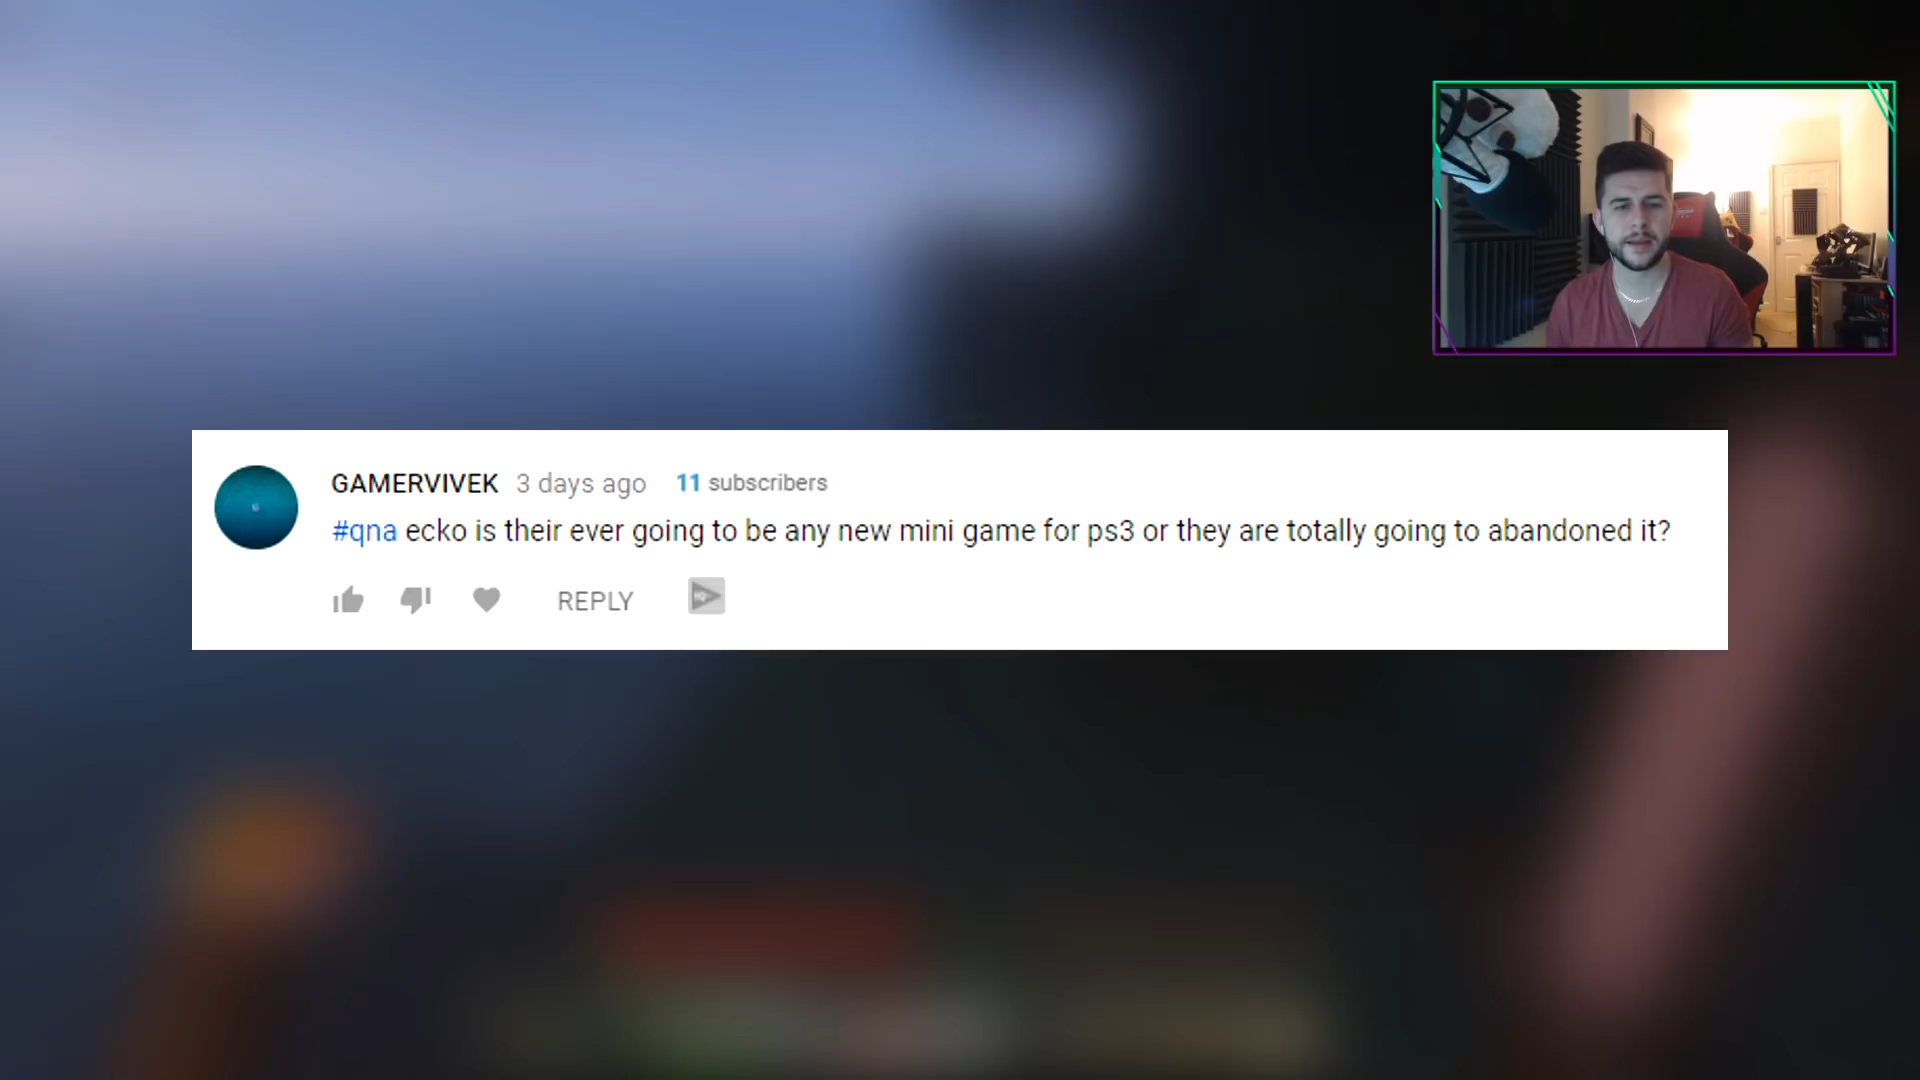 GAMERVIVEK 3 days ago 11 subscribers
#qna ecko is their ever going to be any new mini game for ps3 or they are totally going to abandoned it?
REPLY